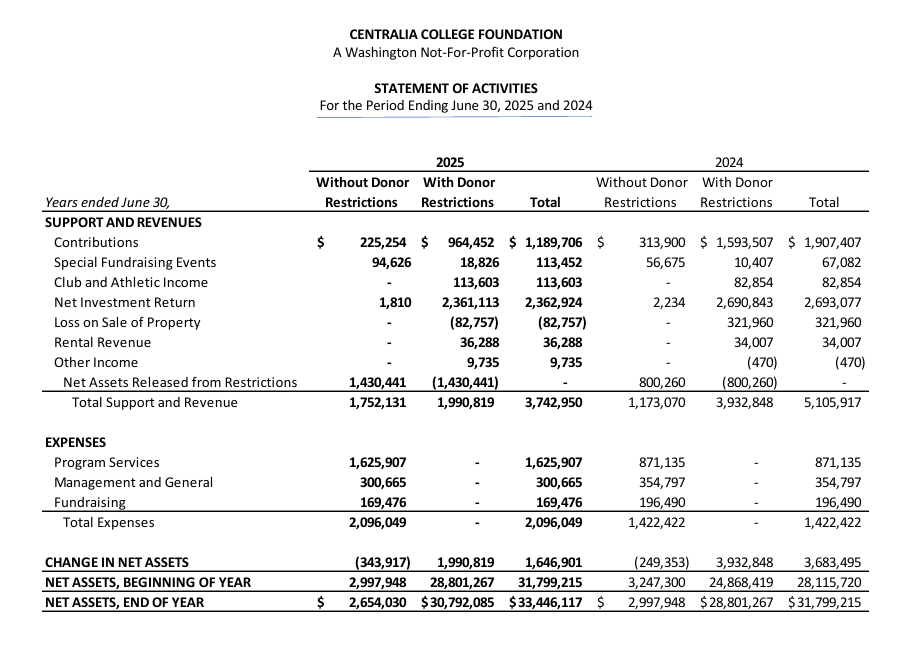 CENTRALIA COLLEGE FOUNDATION
A Washington Not-For-Profit Corporation
STATEMENT OF ACTIVITIES
For the Period Ending June 30, 2025 and 2024
2025 2024
Without Donor With Donor Without Donor With Donor
Years ended June 30, Restrictions Restrictions Total Restrictions Restrictions Total
SUPPORT AND REVENUES
Contributions $ 225,254 $ 964,452 $ 1,189,706 $ 313,900 $ 1,593,507 $ 1,907,407
Special Fundraising Events 94,626 18,826 113,452 56,675 10,407 67,082
Club and Athletic Income - 113,603 113,603 - 82,854 82,854
Net Investment Return 1,810 2,361,113 2,362,924 2,234 2,690,843 2,693,077
Loss on Sale of Property - (82,757) (82,757) - 321,960 321,960
Rental Revenue - 36,288 36,288 - 34,007 34,007
Other Income - 9,735 9,735 - (470) (470)
Net Assets Released from Restrictions 1,430,441 (1,430,441) - 800,260 (800,260) -
Total Support and Revenue 1,752,131 1,990,819 3,742,950 1,173,070 3,932,848 5,105,917
EXPENSES
Program Services 1,625,907 - 1,625,907 871,135 - 871,135
Management and General 300,665 - 300,665 354,797 - 354,797
Fundraising 169,476 - 169,476 196,490 - 196,490
Total Expenses 2,096,049 - 2,096,049 1,422,422 - 1,422,422
CHANGE IN NET ASSETS (343,917) 1,990,819 1,646,901 (249,353) 3,932,848 3,683,495
NET ASSETS, BEGINNING OF YEAR 2,997,948 28,801,267 31,799,215 3,247,300 24,868,419 28,115,720
NET ASSETS, END OF YEAR $ 2,654,030 $30,792,085 $33,446,117 $ 2,997,948 $28,801,267 $31,799,215